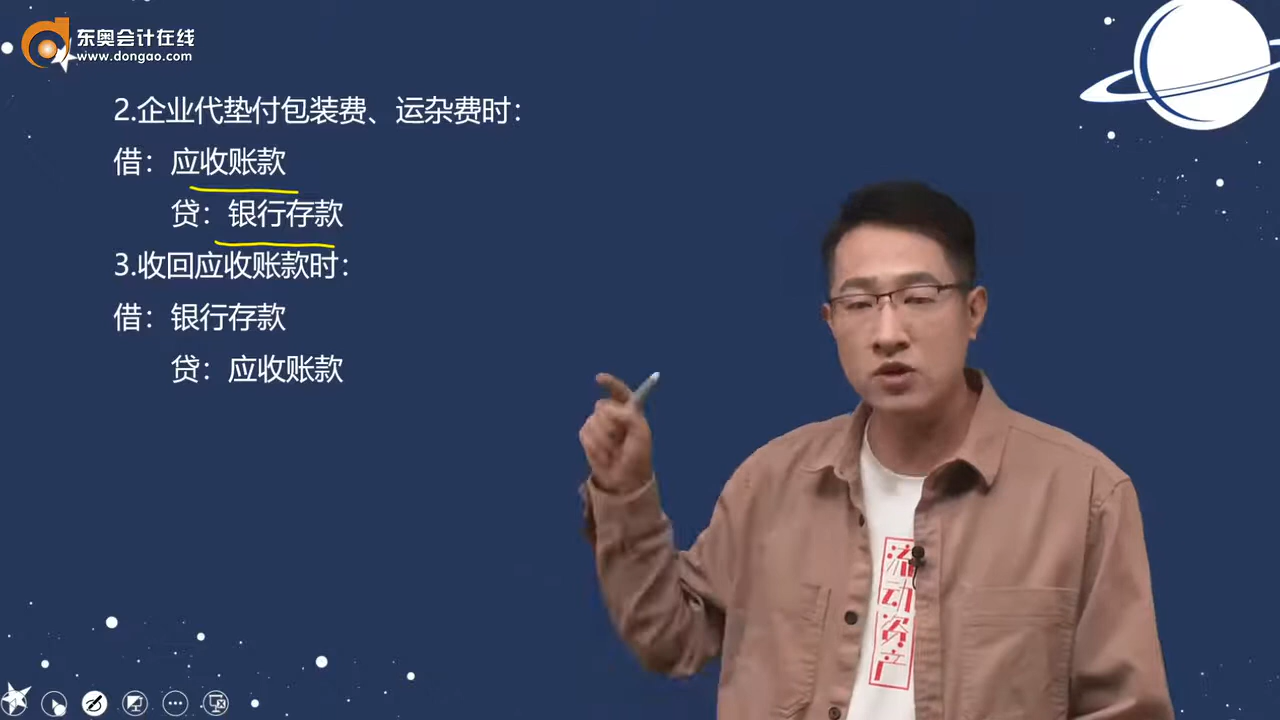 东奥会计在线
www.dongao.com
2.企业代垫付包装费、运杂费时：
借：应收账款
贷：银行存款
3.收回应收账款时：
借：银行存款
贷：应收账款
流动资产